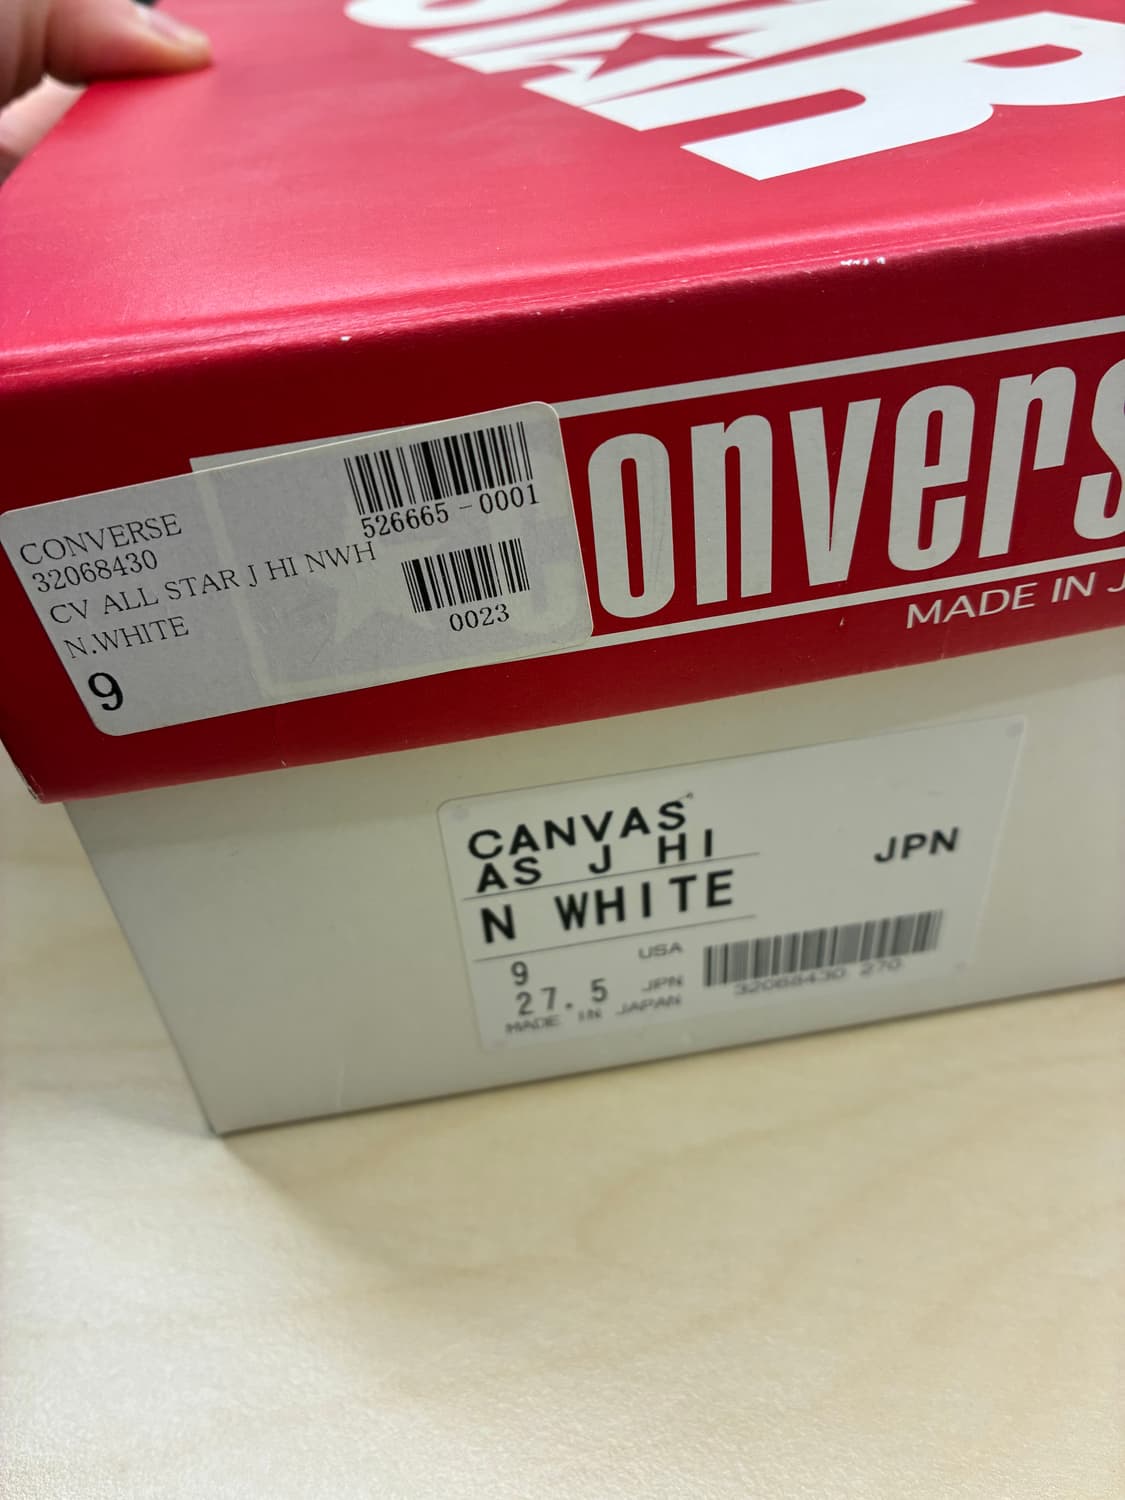 STAR
CONVERSE
32068430
CV ALL STAR J HI NWH
N.WHITE
9
526665-0001
0023
onvers
MADE IN J
CANVAS
AS J HI
JPN
N WHITE
9 USA
27.5 JPN
MADE IN JAPAN
32068430 270